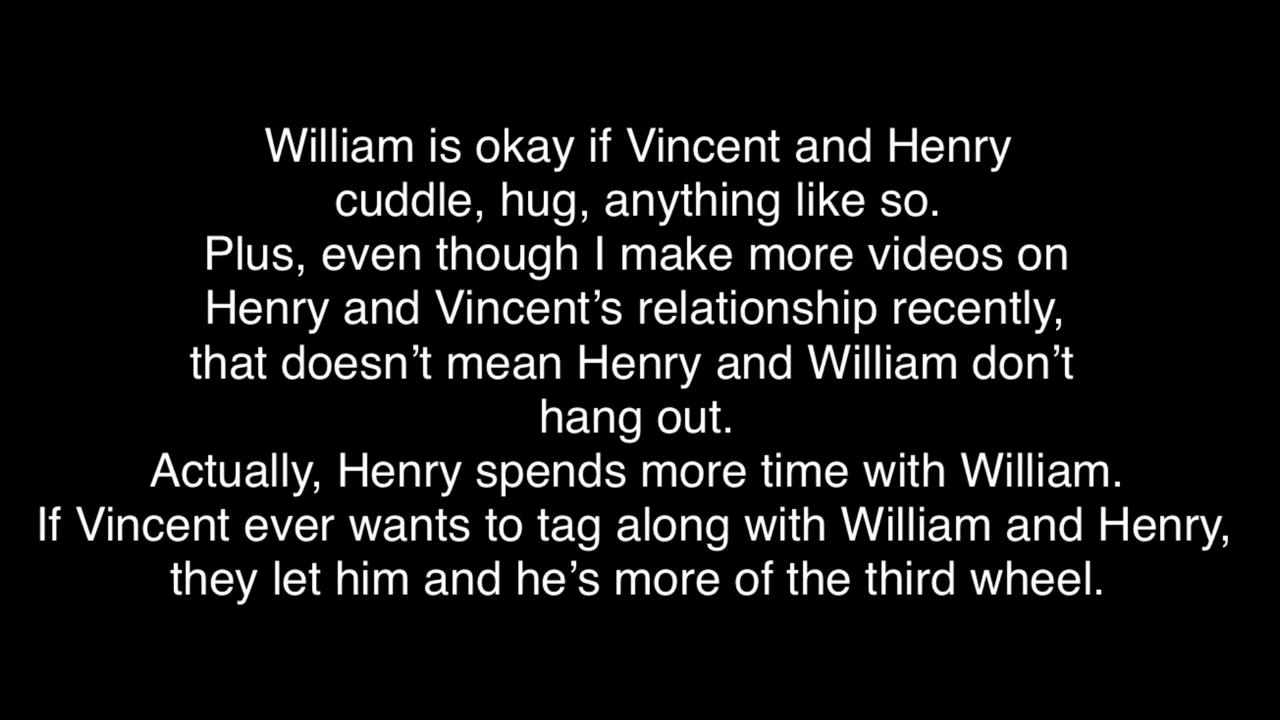 William is okay if Vincent and Henry
cuddle, hug, anything like so.
Plus, even though I make more videos on
Henry and Vincent’s relationship recently,
that doesn’t mean Henry and William don’t
hang out.
Actually, Henry spends more time with William.
If Vincent ever wants to tag along with William and Henry,
they let him and he’s more of the third wheel.